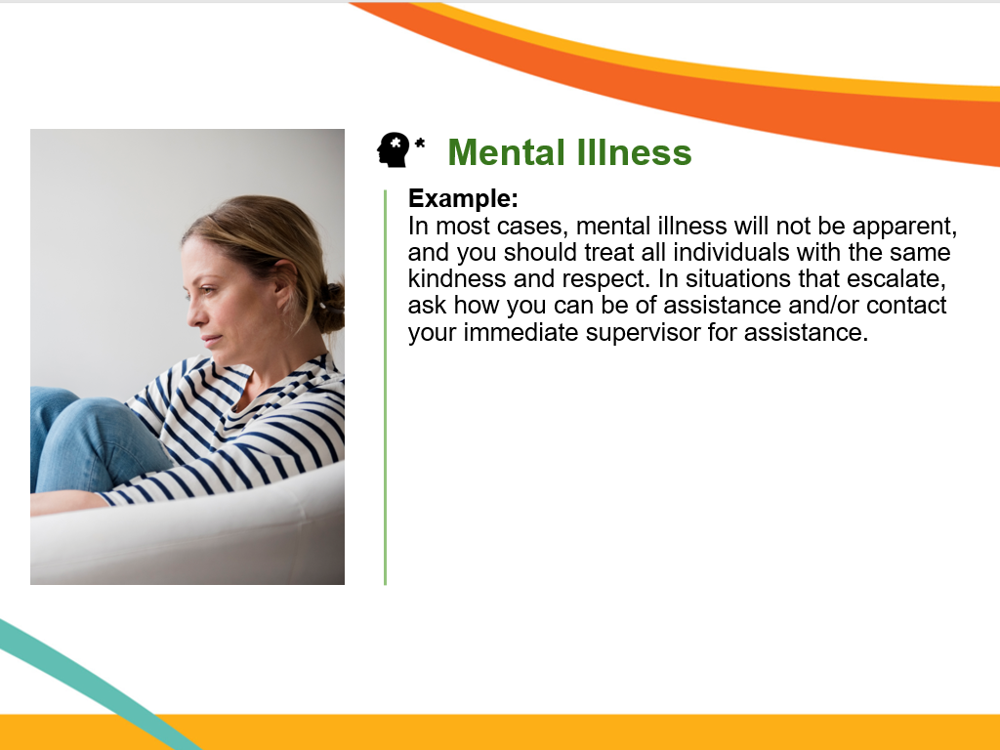 Mental Illness
Example:
In most cases, mental illness will not be apparent,
and you should treat all individuals with the same
kindness and respect. In situations that escalate,
ask how you can be of assistance and/or contact
your immediate supervisor for assistance.